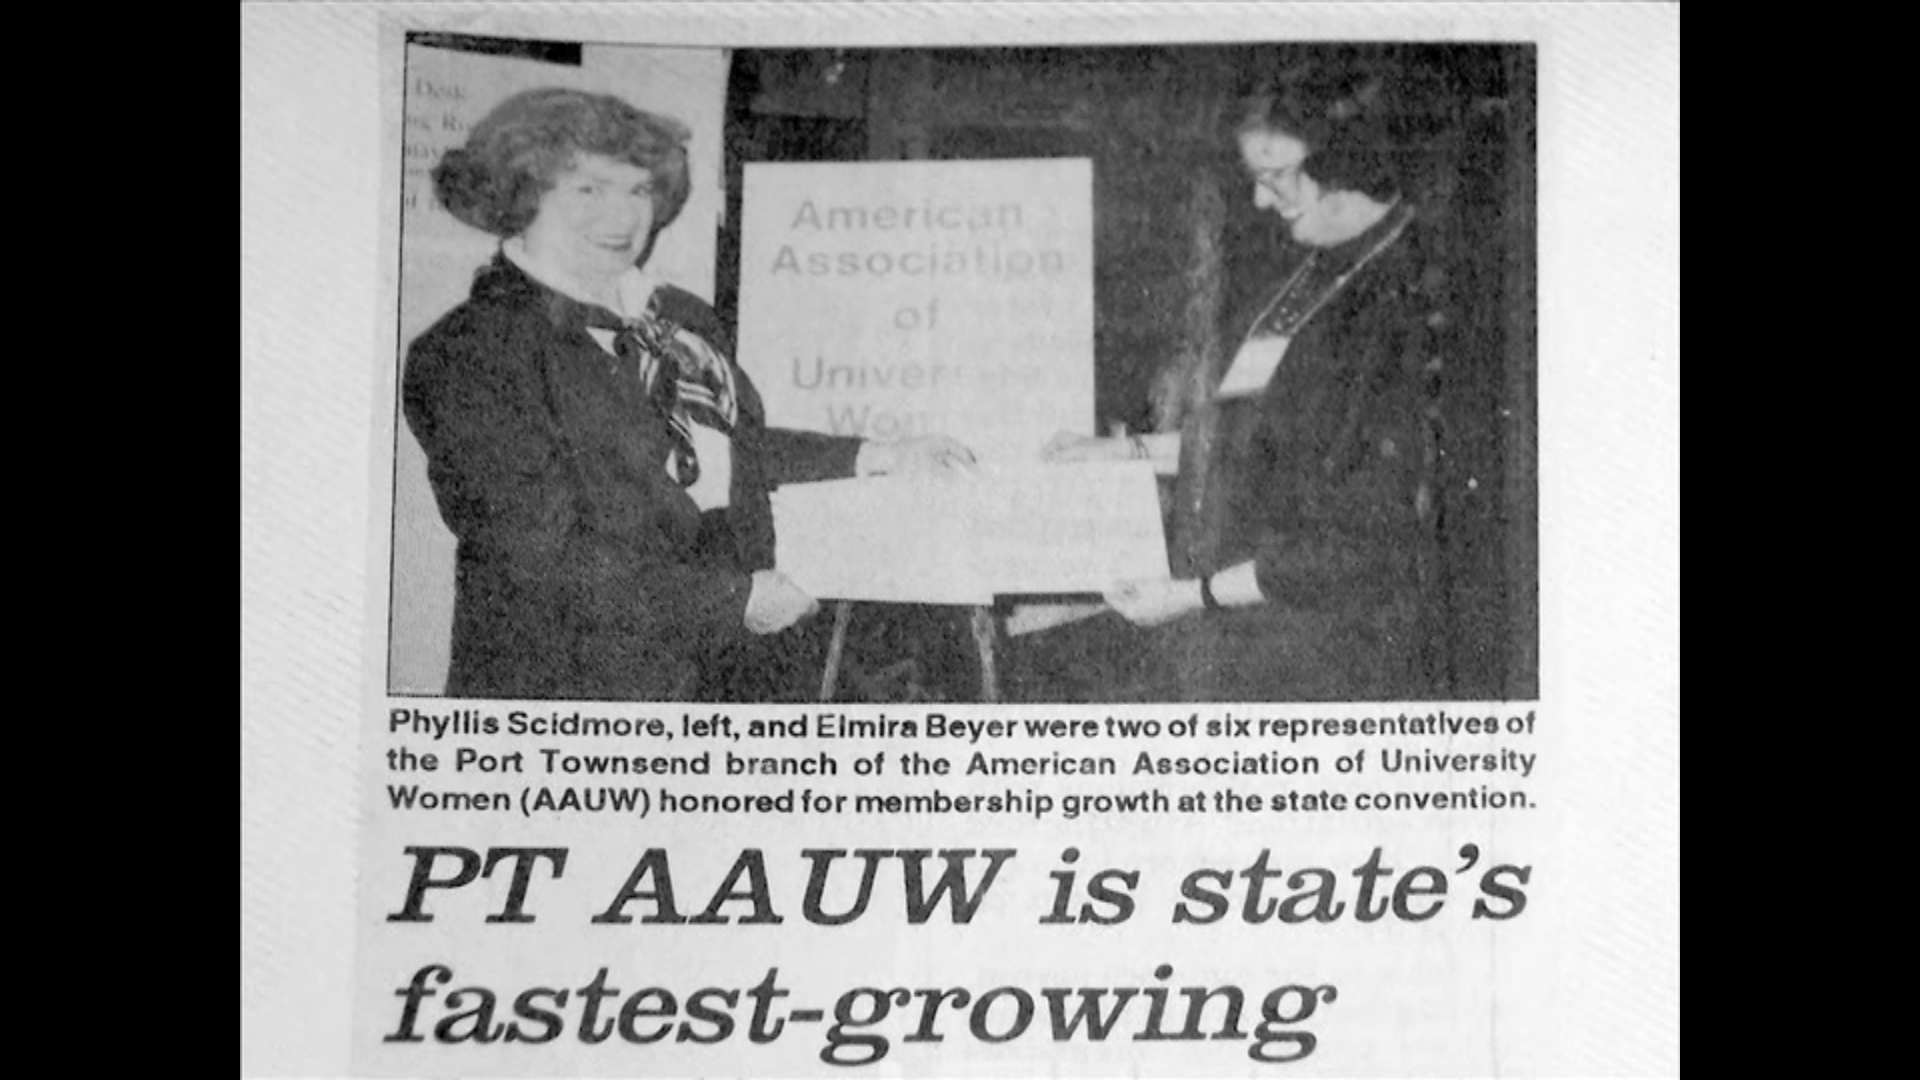 American
Association
of
Univer
Wom
Phyllis Scidmore, left, and Elmira Beyer were two of six representatives of
the Port Townsend branch of the American Association of University
Women (AAUW) honored for membership growth at the state convention.
PT AAUW is state's
fastest-growing